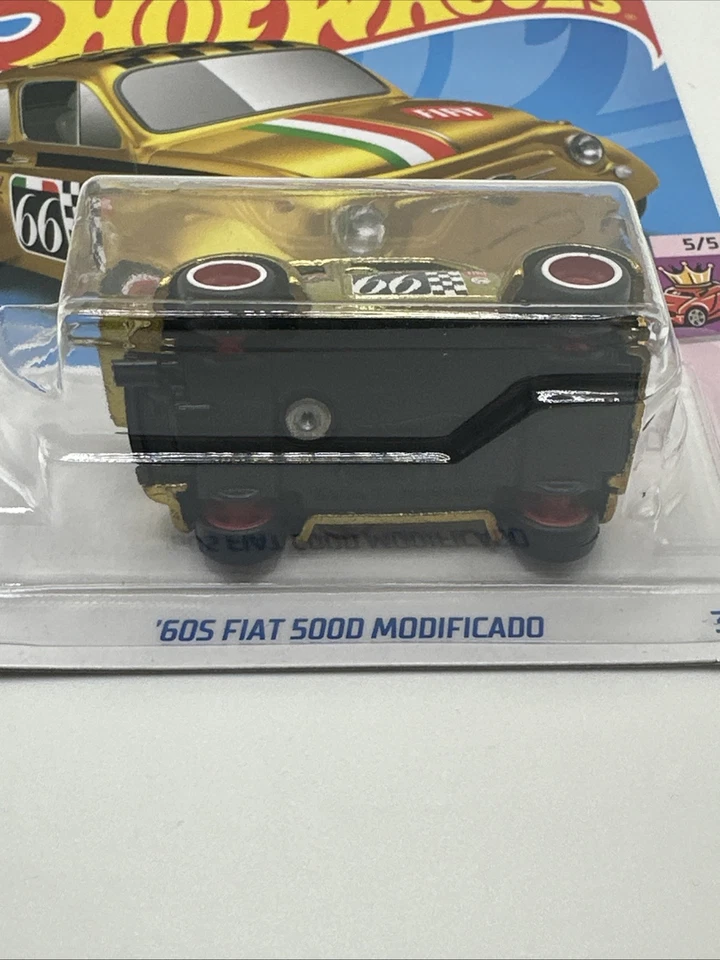 HOT WHEELS
FIAT
66
5/5
66
'60S FIAT 500D MODIFICADO